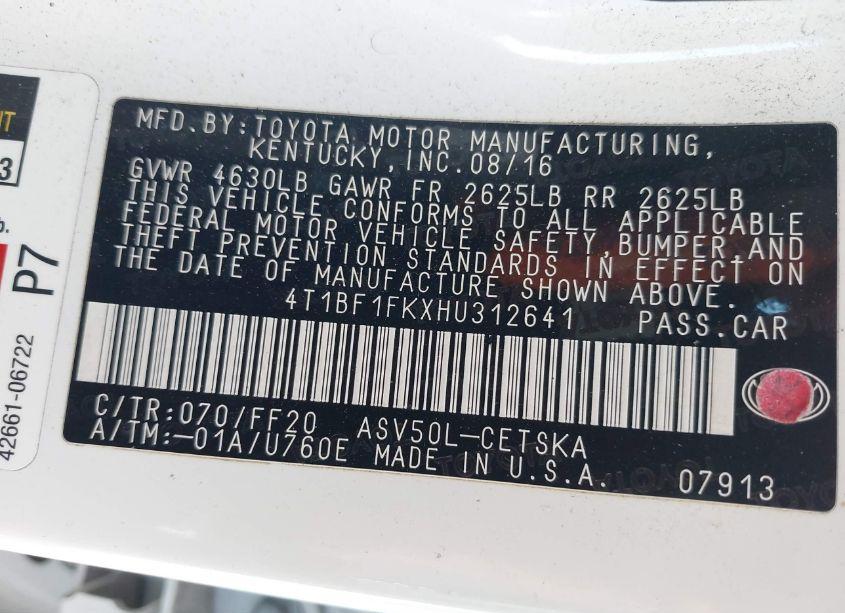 MFD. BY: TOYOTA MOTOR MANUFACTURING,
KENTUCKY, INC. 08/16
GVWR 4630LB GAWR FR 2625LB RR 2625LB
THIS VEHICLE CONFORMS TO ALL APPLICABLE
FEDERAL MOTOR VEHICLE SAFETY, BUMPER, AND
THEFT PREVENTION STANDARDS IN EFFECT ON
THE DATE OF MANUFACTURE SHOWN ABOVE.
4T1BF1FKXHU312641 PASS.CAR
C/TR:070/FF20 ASV50L-CETSKA
A/TM:-01A/U760E MADE IN U.S.A. 07913
P7
42661-06722
3